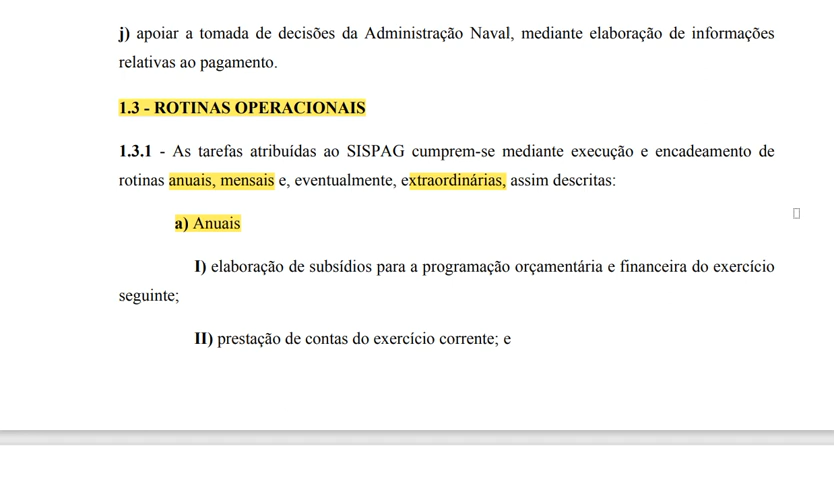 j) apoiar a tomada de decisões da Administração Naval, mediante elaboração de informações
relativas ao pagamento.
1.3 - ROTINAS OPERACIONAIS
1.3.1 - As tarefas atribuídas ao SISPAG cumprem-se mediante execução e encadeamento de
rotinas anuais, mensais e, eventualmente, extraordinárias, assim descritas:
a) Anuais
I) elaboração de subsídios para a programação orçamentária e financeira do exercício
seguinte;
II) prestação de contas do exercício corrente; e